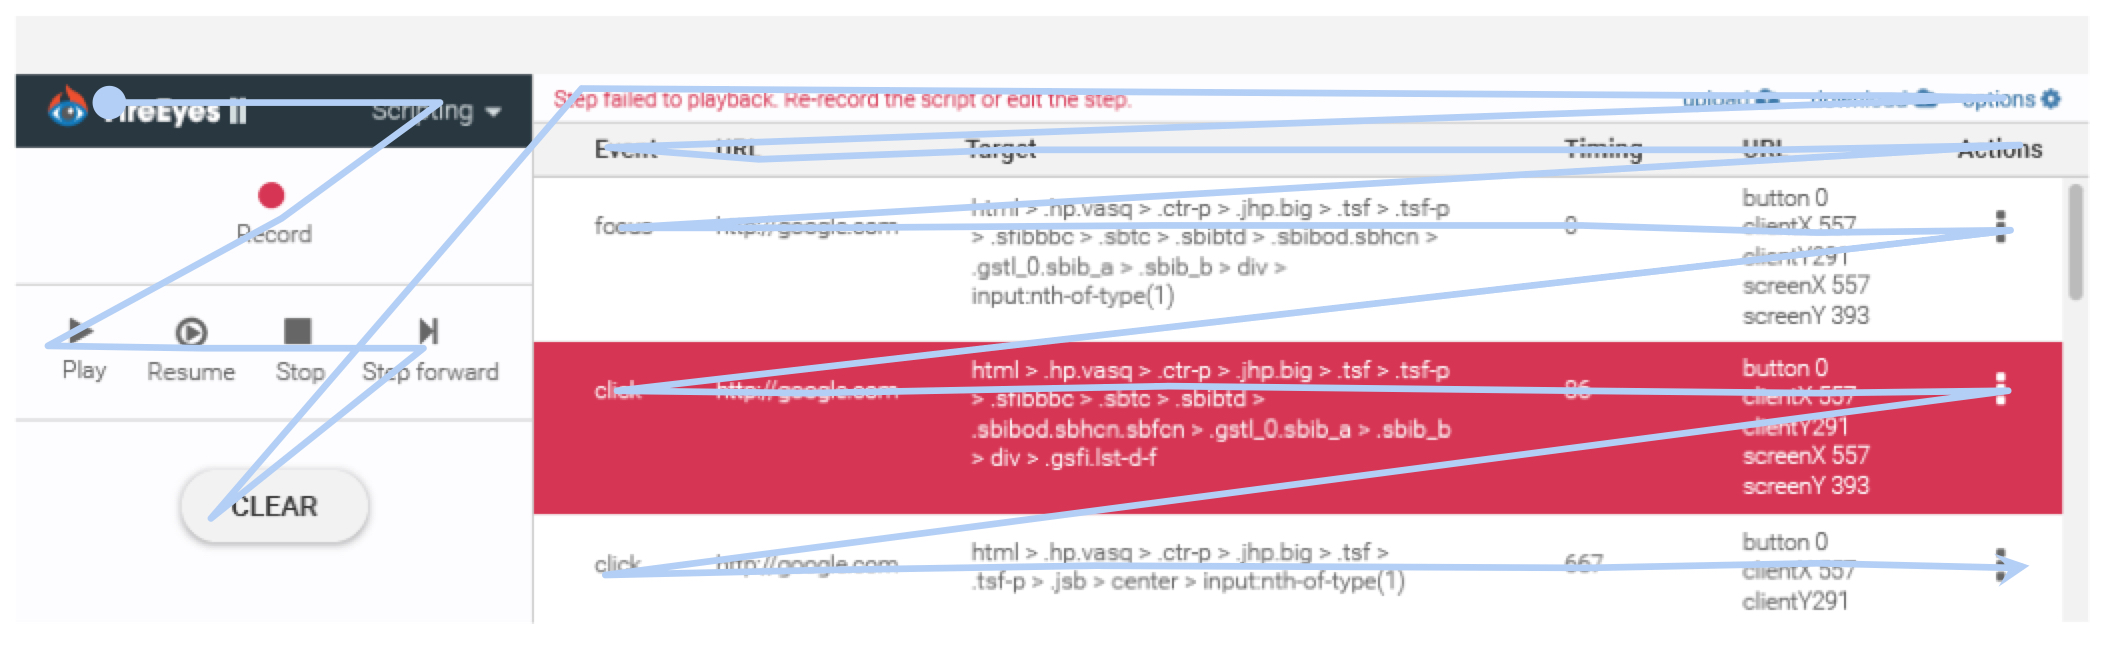 FireEyes II Scripting
Record
Play Resume Stop Step forward
CLEAR
Step failed to playback. Re-record the script or edit the step. upload download options
Event URL Target Timing URL Actions
focus http://google.com html > .hp.vasq > .ctr-p > .jhp.big > .tsf > .tsf-p 0 button 0
> .sfibbbc > .sbtc > .sbibtd > .sbibod.sbhcn > clientX 557
.gstl_0.sbib_a > .sbib_b > div > clientY291
input:nth-of-type(1) screenX 557
screenY 393
click http://google.com html > .hp.vasq > .ctr-p > .jhp.big > .tsf > .tsf-p 86 button 0
> .sfibbbc > .sbtc > .sbibtd > clientX 557
.sbibod.sbhcn.sbfcn > .gstl_0.sbib_a > .sbib_b clientY291
> div > .gsfi.lst-d-f screenX 557
screenY 393
click http://google.com html > .hp.vasq > .ctr-p > .jhp.big > .tsf > 667 button 0
.tsf-p > .jsb > center > input:nth-of-type(1) clientX 557
clientY291